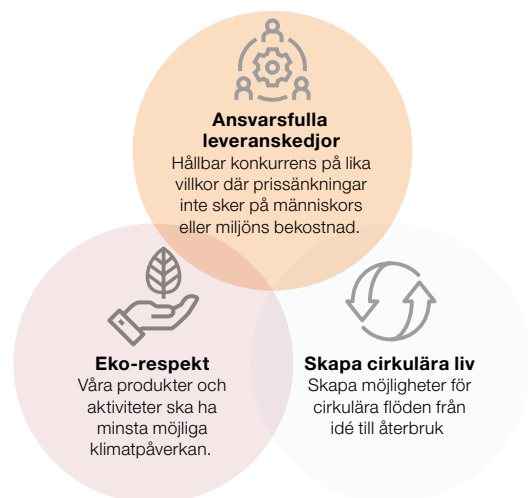 Ansvarsfulla
leveranskedjor
Hållbar konkurrens på lika
villkor där prissänkningar
inte sker på människors
eller miljöns bekostnad.
Eko-respekt
Våra produkter och
aktiviteter ska ha
minsta möjliga
klimatpåverkan.
Skapa cirkulära liv
Skapa möjligheter för
cirkulära flöden från
idé till återbruk